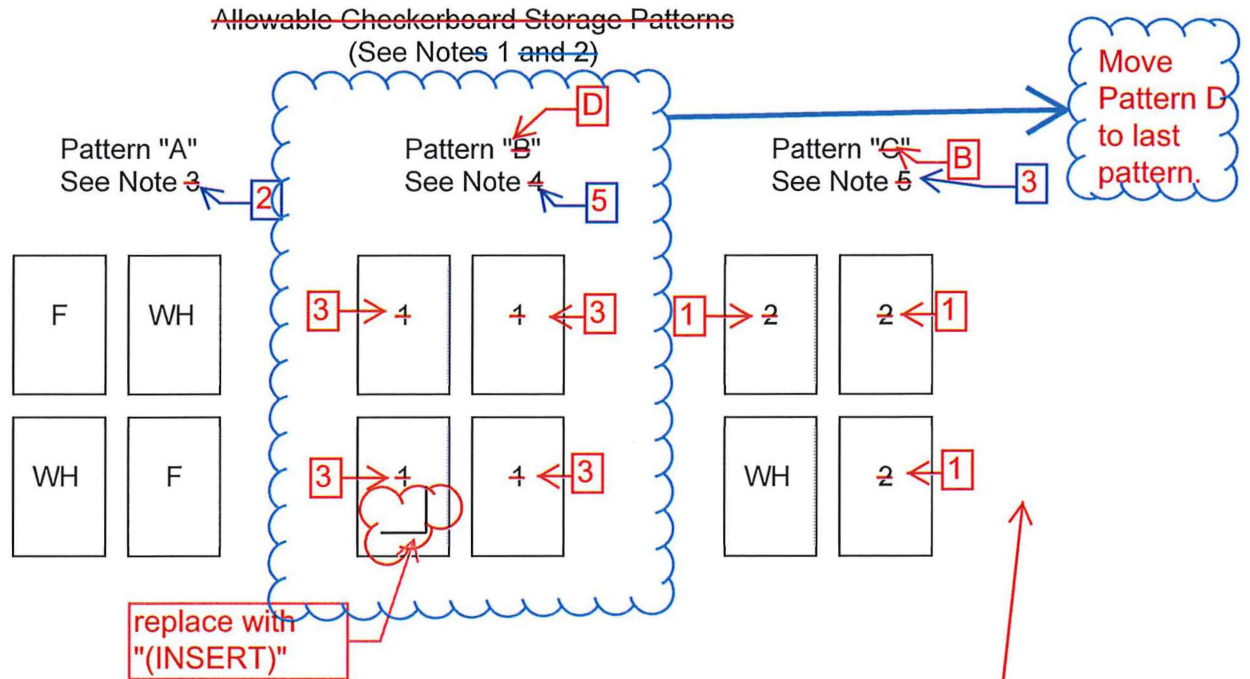 Allowable Checkerboard Storage Patterns
(See Notes 1 and 2)
Move
Pattern D
to last
pattern.
D
Pattern "A"
See Note 3
2
Pattern "B"
See Note 4
5
Pattern "C"
See Note 5
B
3
F WH
3 1 1 3
1 2 2 1
WH F
3 1 1 3
WH 2 1
replace with
"(INSERT)"